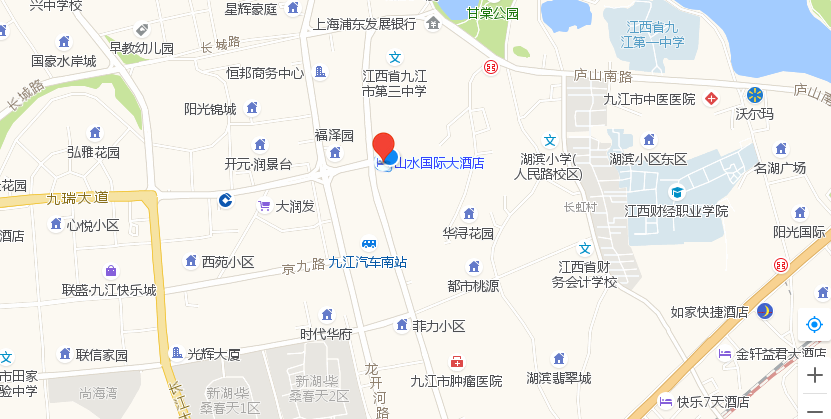 兴中学校
星辉豪庭
甘棠公园
上海浦东发展银行
江西省九
江第一中学
国豪水岸城
早教幼儿园
长城路
恒邦商务中心
江西省九江
市第三中学
庐山南路
庐山南
长城路
阳光锦城
九江市中医医院
沃尔玛
福泽园
弘雅花园
开元·润景台
山水国际大酒店
湖滨小学(
人民路校区)
湖滨小区东区
名湖广场
花园
九瑞大道
大润发
长虹村
江西财经职业学院
心悦小区
酒店
华浔花园
阳光国际
西苑小区
京九路
九江汽车南站
江西省财
务会计学校
联盛·九江快乐城
都市桃源
如家快捷酒店
时代华府
菲力小区
联信花园
光辉大厦
金轩益君大酒店
市田家
验中学
尚海湾
长江大
新湖·柴
桑春天1区
新湖·柴
桑春天2区
龙开河路
九江市肿瘤医院
湖滨翡翠城
快乐7天酒店